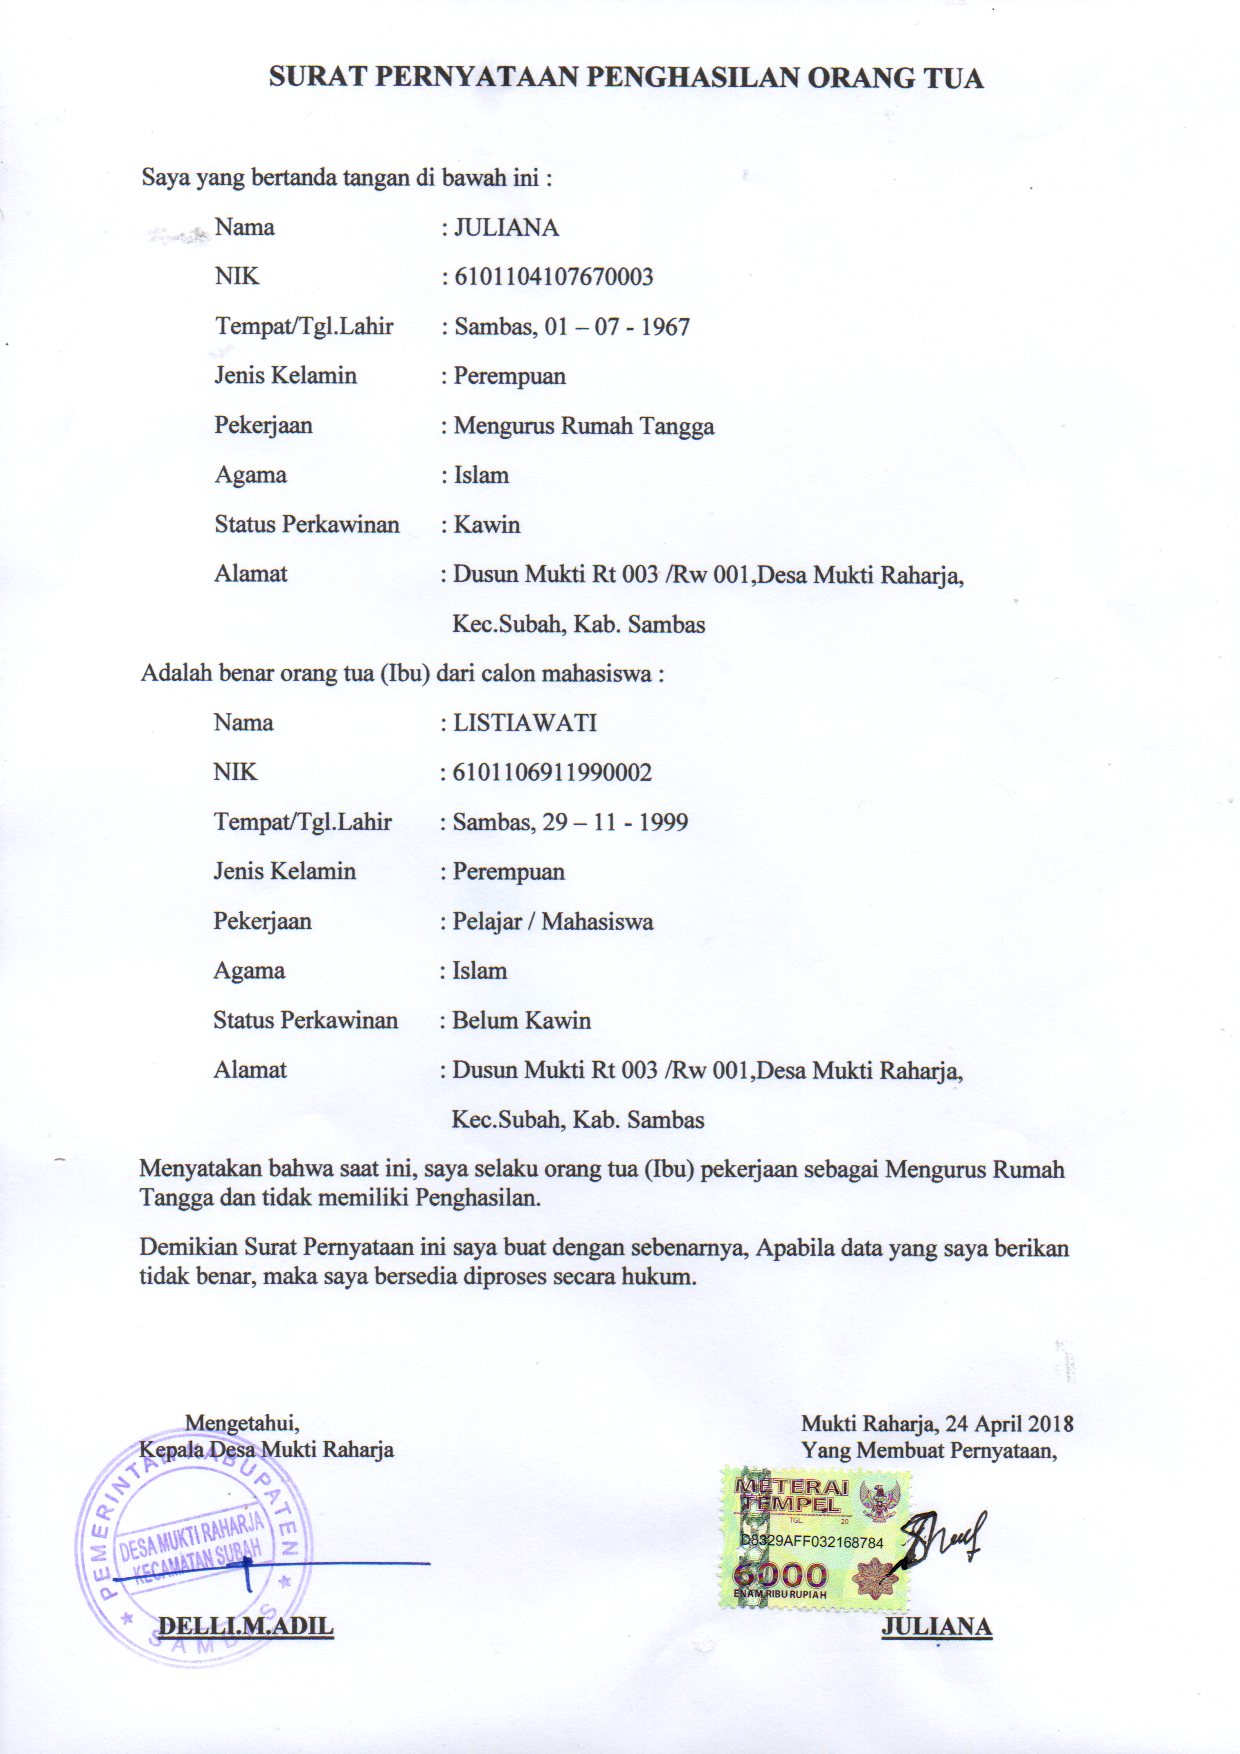 SURAT PERNYATAAN PENGHASILAN ORANG TUA
Saya yang bertanda tangan di bawah ini :
Nama : JULIANA
NIK : 6101104107670003
Tempat/Tgl.Lahir : Sambas, 01 – 07 - 1967
Jenis Kelamin : Perempuan
Pekerjaan : Mengurus Rumah Tangga
Agama : Islam
Status Perkawinan : Kawin
Alamat : Dusun Mukti Rt 003 /Rw 001,Desa Mukti Raharja,
Kec.Subah, Kab. Sambas
Adalah benar orang tua (Ibu) dari calon mahasiswa :
Nama : LISTIAWATI
NIK : 6101106911990002
Tempat/Tgl.Lahir : Sambas, 29 – 11 - 1999
Jenis Kelamin : Perempuan
Pekerjaan : Pelajar / Mahasiswa
Agama : Islam
Status Perkawinan : Belum Kawin
Alamat : Dusun Mukti Rt 003 /Rw 001,Desa Mukti Raharja,
Kec.Subah, Kab. Sambas
Menyatakan bahwa saat ini, saya selaku orang tua (Ibu) pekerjaan sebagai Mengurus Rumah
Tangga dan tidak memiliki Penghasilan.
Demikian Surat Pernyataan ini saya buat dengan sebenarnya, Apabila data yang saya berikan
tidak benar, maka saya bersedia diproses secara hukum.
Mengetahui,
Kepala Desa Mukti Raharja
PEMERINTAH KABUPATEN
DESA MUKTI RAHARJA
KECAMATAN SUBAH
SAMBAS
DELLI.M.ADIL
Mukti Raharja, 24 April 2018
Yang Membuat Pernyataan,
METERAI
TEMPEL
TGL. 20
D8329AFF032168784
6000
ENAM RIBU RUPIAH
JULIANA